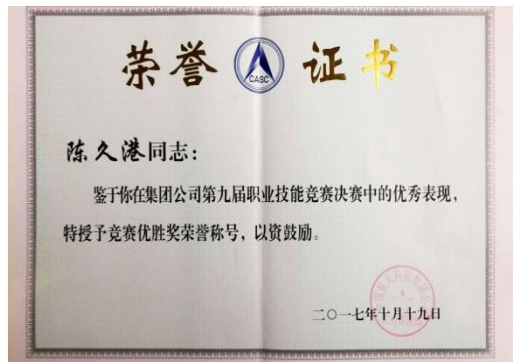 荣誉 CASC 证书
陈久港同志：
鉴于你在集团公司第九届职业技能竞赛决赛中的优秀表现，
特授予竞赛优胜奖荣誉称号，以资鼓励。
二〇一七年十月十九日